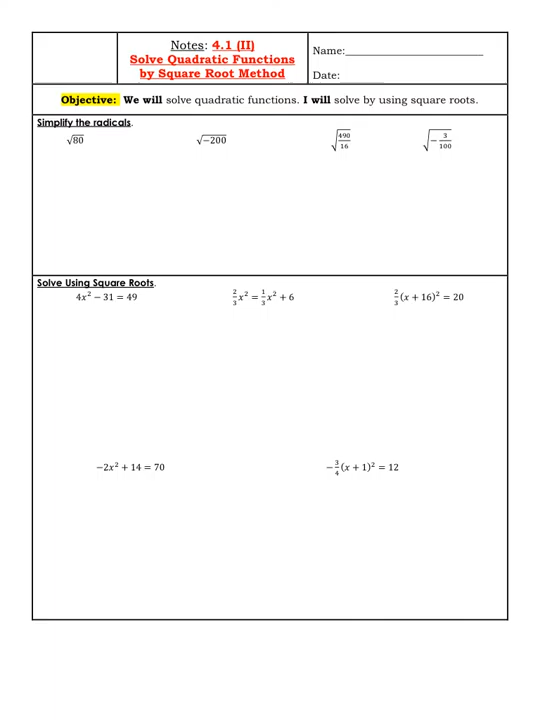 Notes: 4.1 (II)
Solve Quadratic Functions
by Square Root Method
Name:___________________________
Date: ________
Objective: We will solve quadratic functions. I will solve by using square roots.
Simplify the radicals.
√80 √−200 √(490/16) √(−3/100)
Solve Using Square Roots.
4x² − 31 = 49 2/3 x² = 1/3 x² + 6 2/3 (x + 16)² = 20
−2x² + 14 = 70 −3/4 (x + 1)² = 12